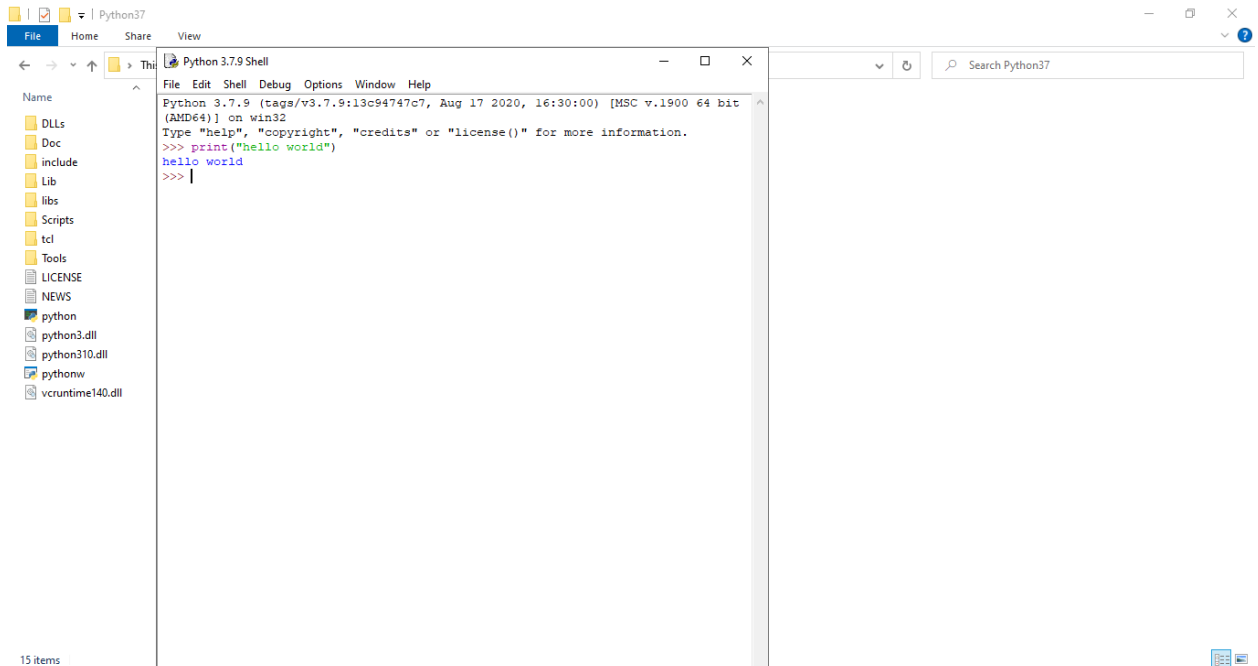 Python37
File Home Share View
Thi
Search Python37
Name
DLLs
Doc
include
Lib
libs
Scripts
tcl
Tools
LICENSE
NEWS
python
python3.dll
python310.dll
pythonw
vcruntime140.dll
15 items
Python 3.7.9 Shell
File Edit Shell Debug Options Window Help
Python 3.7.9 (tags/v3.7.9:13c94747c7, Aug 17 2020, 16:30:00) [MSC v.1900 64 bit
(AMD64)] on win32
Type "help", "copyright", "credits" or "license()" for more information.
>>> print("hello world")
hello world
>>>